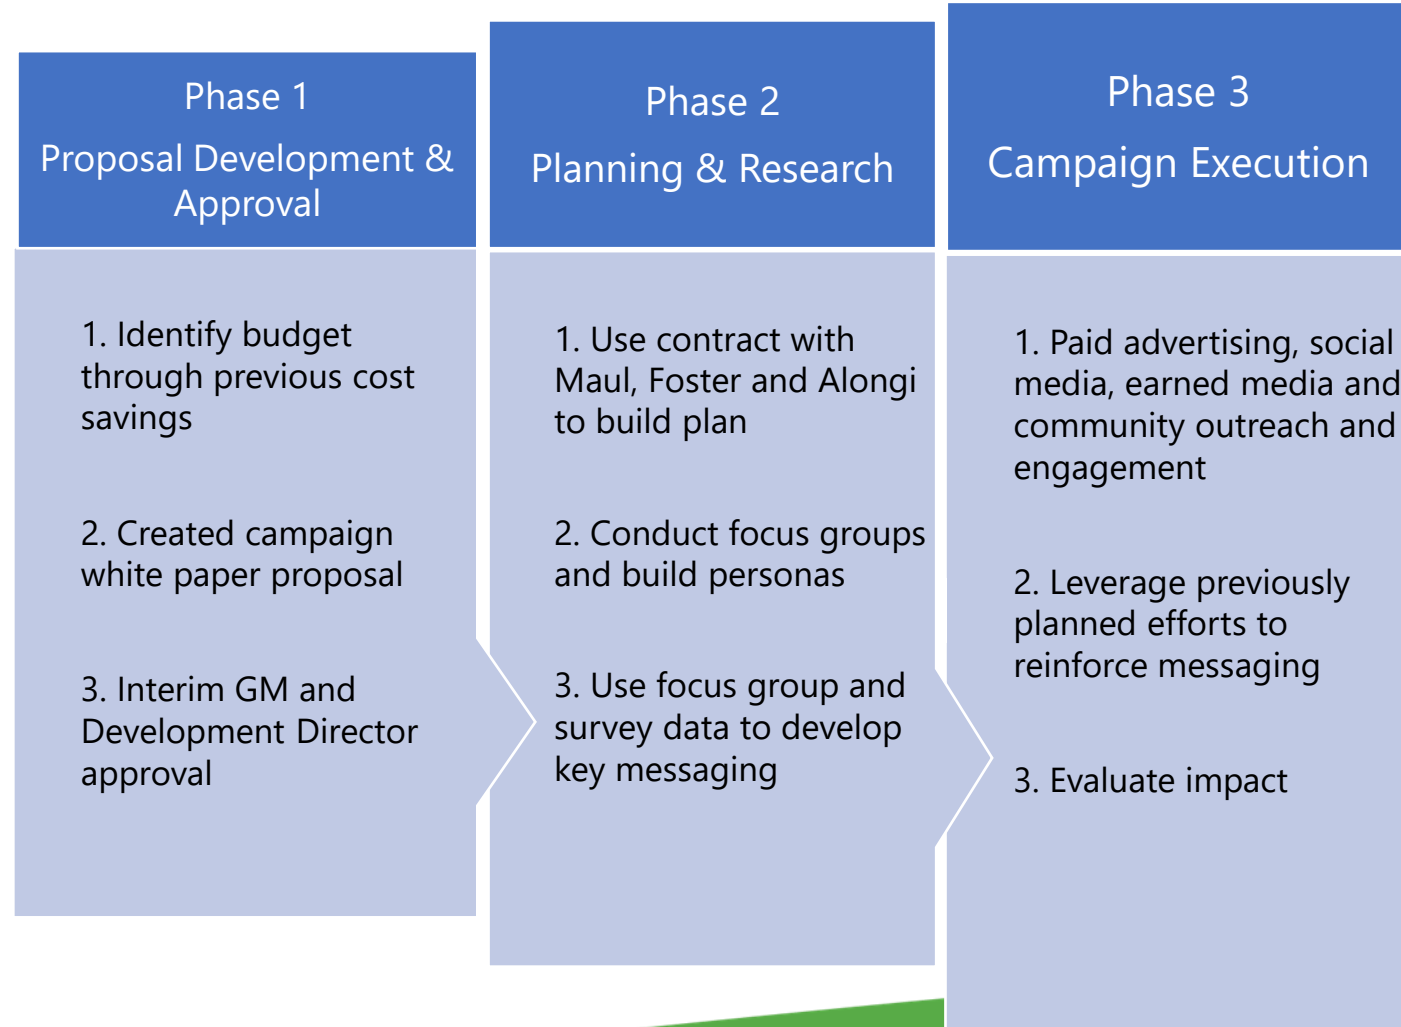 Phase 1
Proposal Development &
Approval
1. Identify budget
through previous cost
savings
2. Created campaign
white paper proposal
3. Interim GM and
Development Director
approval
Phase 2
Planning & Research
1. Use contract with
Maul, Foster and Alongi
to build plan
2. Conduct focus groups
and build personas
3. Use focus group and
survey data to develop
key messaging
Phase 3
Campaign Execution
1. Paid advertising, social
media, earned media and
community outreach and
engagement
2. Leverage previously
planned efforts to
reinforce messaging
3. Evaluate impact